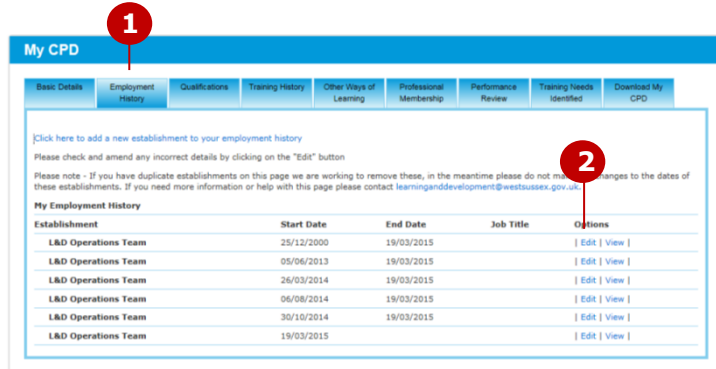 1
My CPD
Basic Details Employment History Qualifications Training History Other Ways of Learning Professional Membership Performance Review Training Needs Identified Download My CPD
Click here to add a new establishment to your employment history
Please check and amend any incorrect details by clicking on the "Edit" button
2
Please note - If you have duplicate establishments on this page we are working to remove these, in the meantime please do not ma anges to the dates of
these establishments. If you need more information or help with this page please contact learninganddevelopment@westsussex.gov.uk.
My Employment History
Establishment Start Date End Date Job Title Options
L&D Operations Team 25/12/2000 19/03/2015 | Edit | View |
L&D Operations Team 05/06/2013 19/03/2015 | Edit | View |
L&D Operations Team 26/03/2014 19/03/2015 | Edit | View |
L&D Operations Team 06/08/2014 19/03/2015 | Edit | View |
L&D Operations Team 30/10/2014 19/03/2015 | Edit | View |
L&D Operations Team 19/03/2015 | Edit | View |